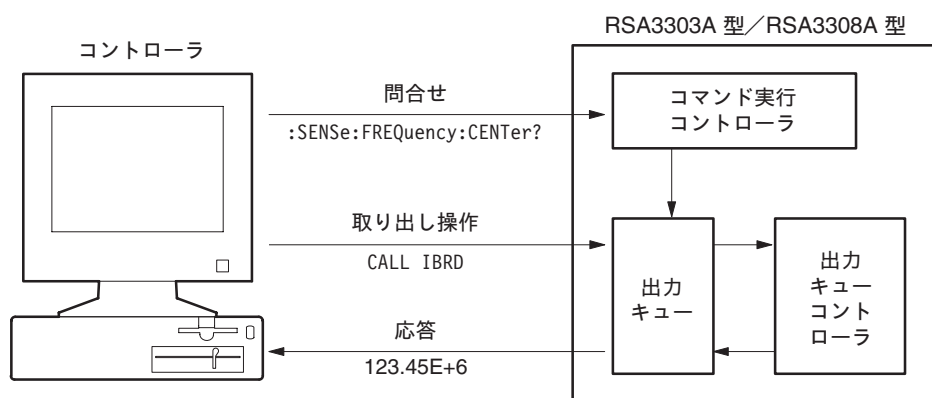 RSA3303A 型／RSA3308A 型
コントローラ
問合せ
:SENSe:FREQuency:CENTer?
コマンド実行
コントローラ
取り出し操作
CALL IBRD
出力
キュー
出力
キュー
コント
ローラ
応答
123.45E+6